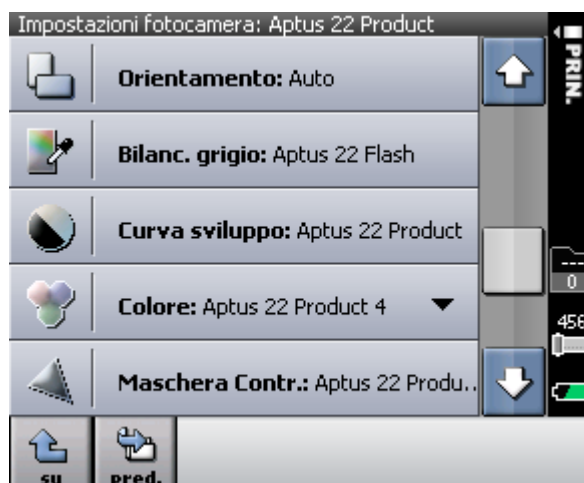 Impostazioni fotocamera: Aptus 22 Product
PRIN.
Orientamento: Auto
Bilanc. grigio: Aptus 22 Flash
Curva sviluppo: Aptus 22 Product
Colore: Aptus 22 Product 4
Maschera Contr.: Aptus 22 Produ..
---
0
456
su
pred.